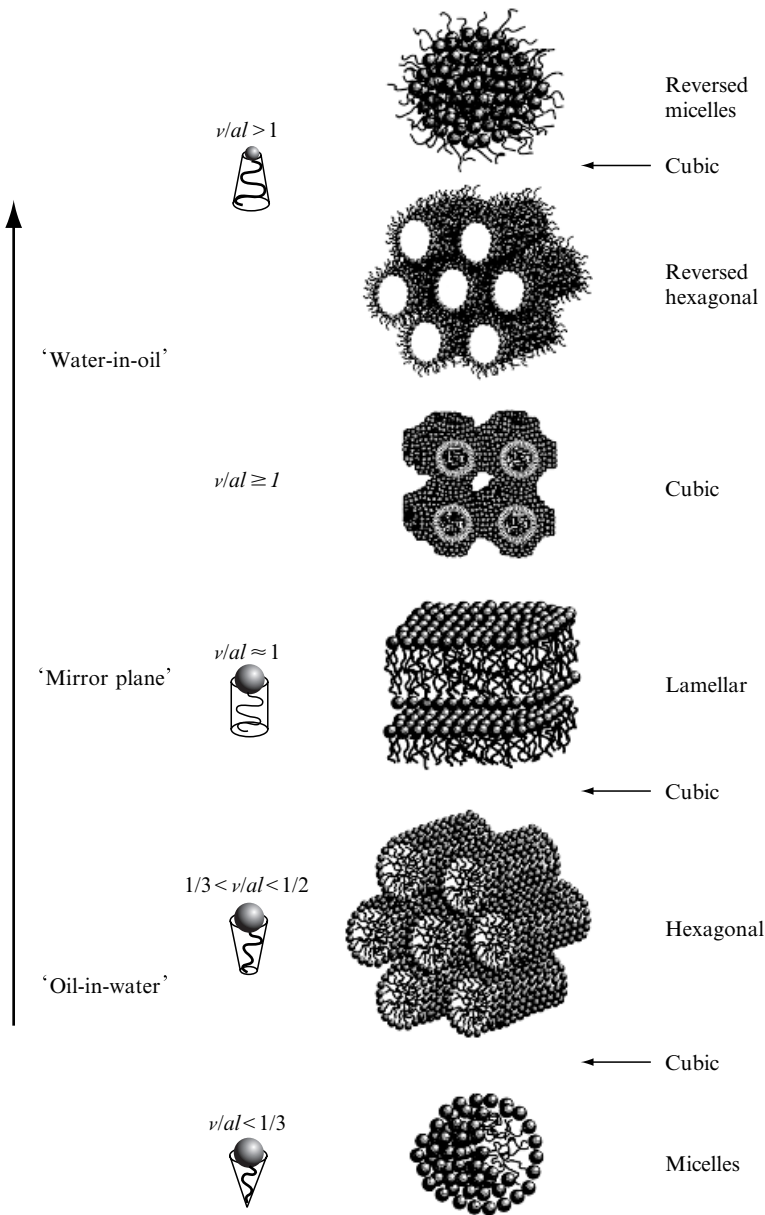 Reversed
micelles
ν/al > 1
Cubic
Reversed
hexagonal
‘Water-in-oil’
ν/al ≥ 1
Cubic
ν/al ≈ 1
‘Mirror plane’
Lamellar
Cubic
1/3 < ν/al < 1/2
Hexagonal
‘Oil-in-water’
Cubic
ν/al < 1/3
Micelles